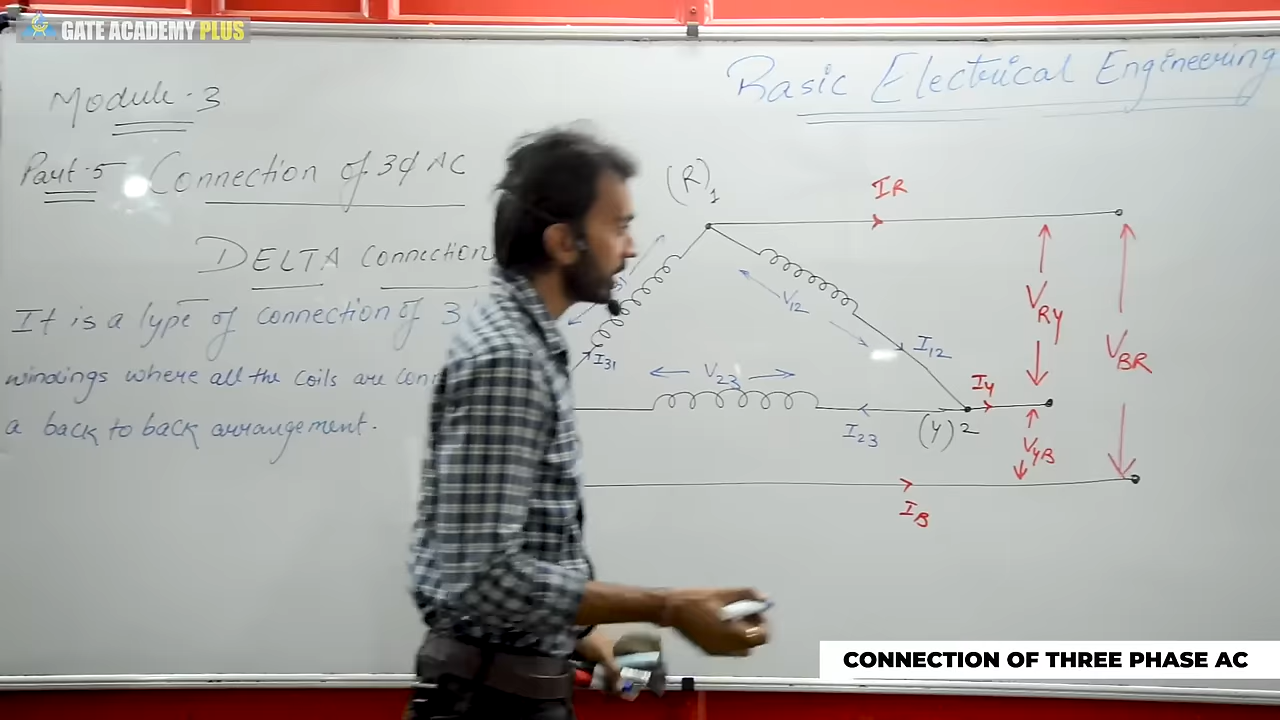 GATE ACADEMY PLUS
Basic Electrical Engineering
Module - 3
Part-5 Connection of 3φ AC
DELTA Connection
It is a type of connection of 3
windings where all the coils are
a back to back arrangement.
(R) 1
IR
I31
V12
I12
V23
I23
(Y) 2
IY
IB
VRY
VYB
VBR
CONNECTION OF THREE PHASE AC